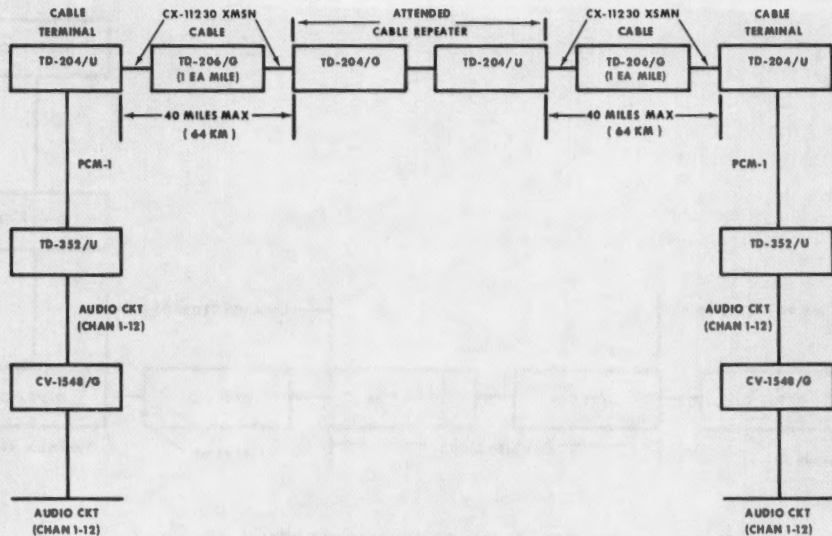 CABLE
TERMINAL
CX-11230 XMSN
CABLE
ATTENDED
CABLE REPEATER
CX-11230 XSMN
CABLE
CABLE
TERMINAL
TD-204/U
TD-206/G
(1 EA MILE)
TD-204/G
TD-204/U
TD-206/G
(1 EA MILE)
TD-204/U
40 MILES MAX
( 64 KM )
40 MILES MAX
( 64 KM )
PCM-1
PCM-1
TD-352/U
TD-352/U
AUDIO CKT
(CHAN 1-12)
AUDIO CKT
(CHAN 1-12)
CV-1548/G
CV-1548/G
AUDIO CKT
(CHAN 1-12)
AUDIO CKT
(CHAN 1-12)